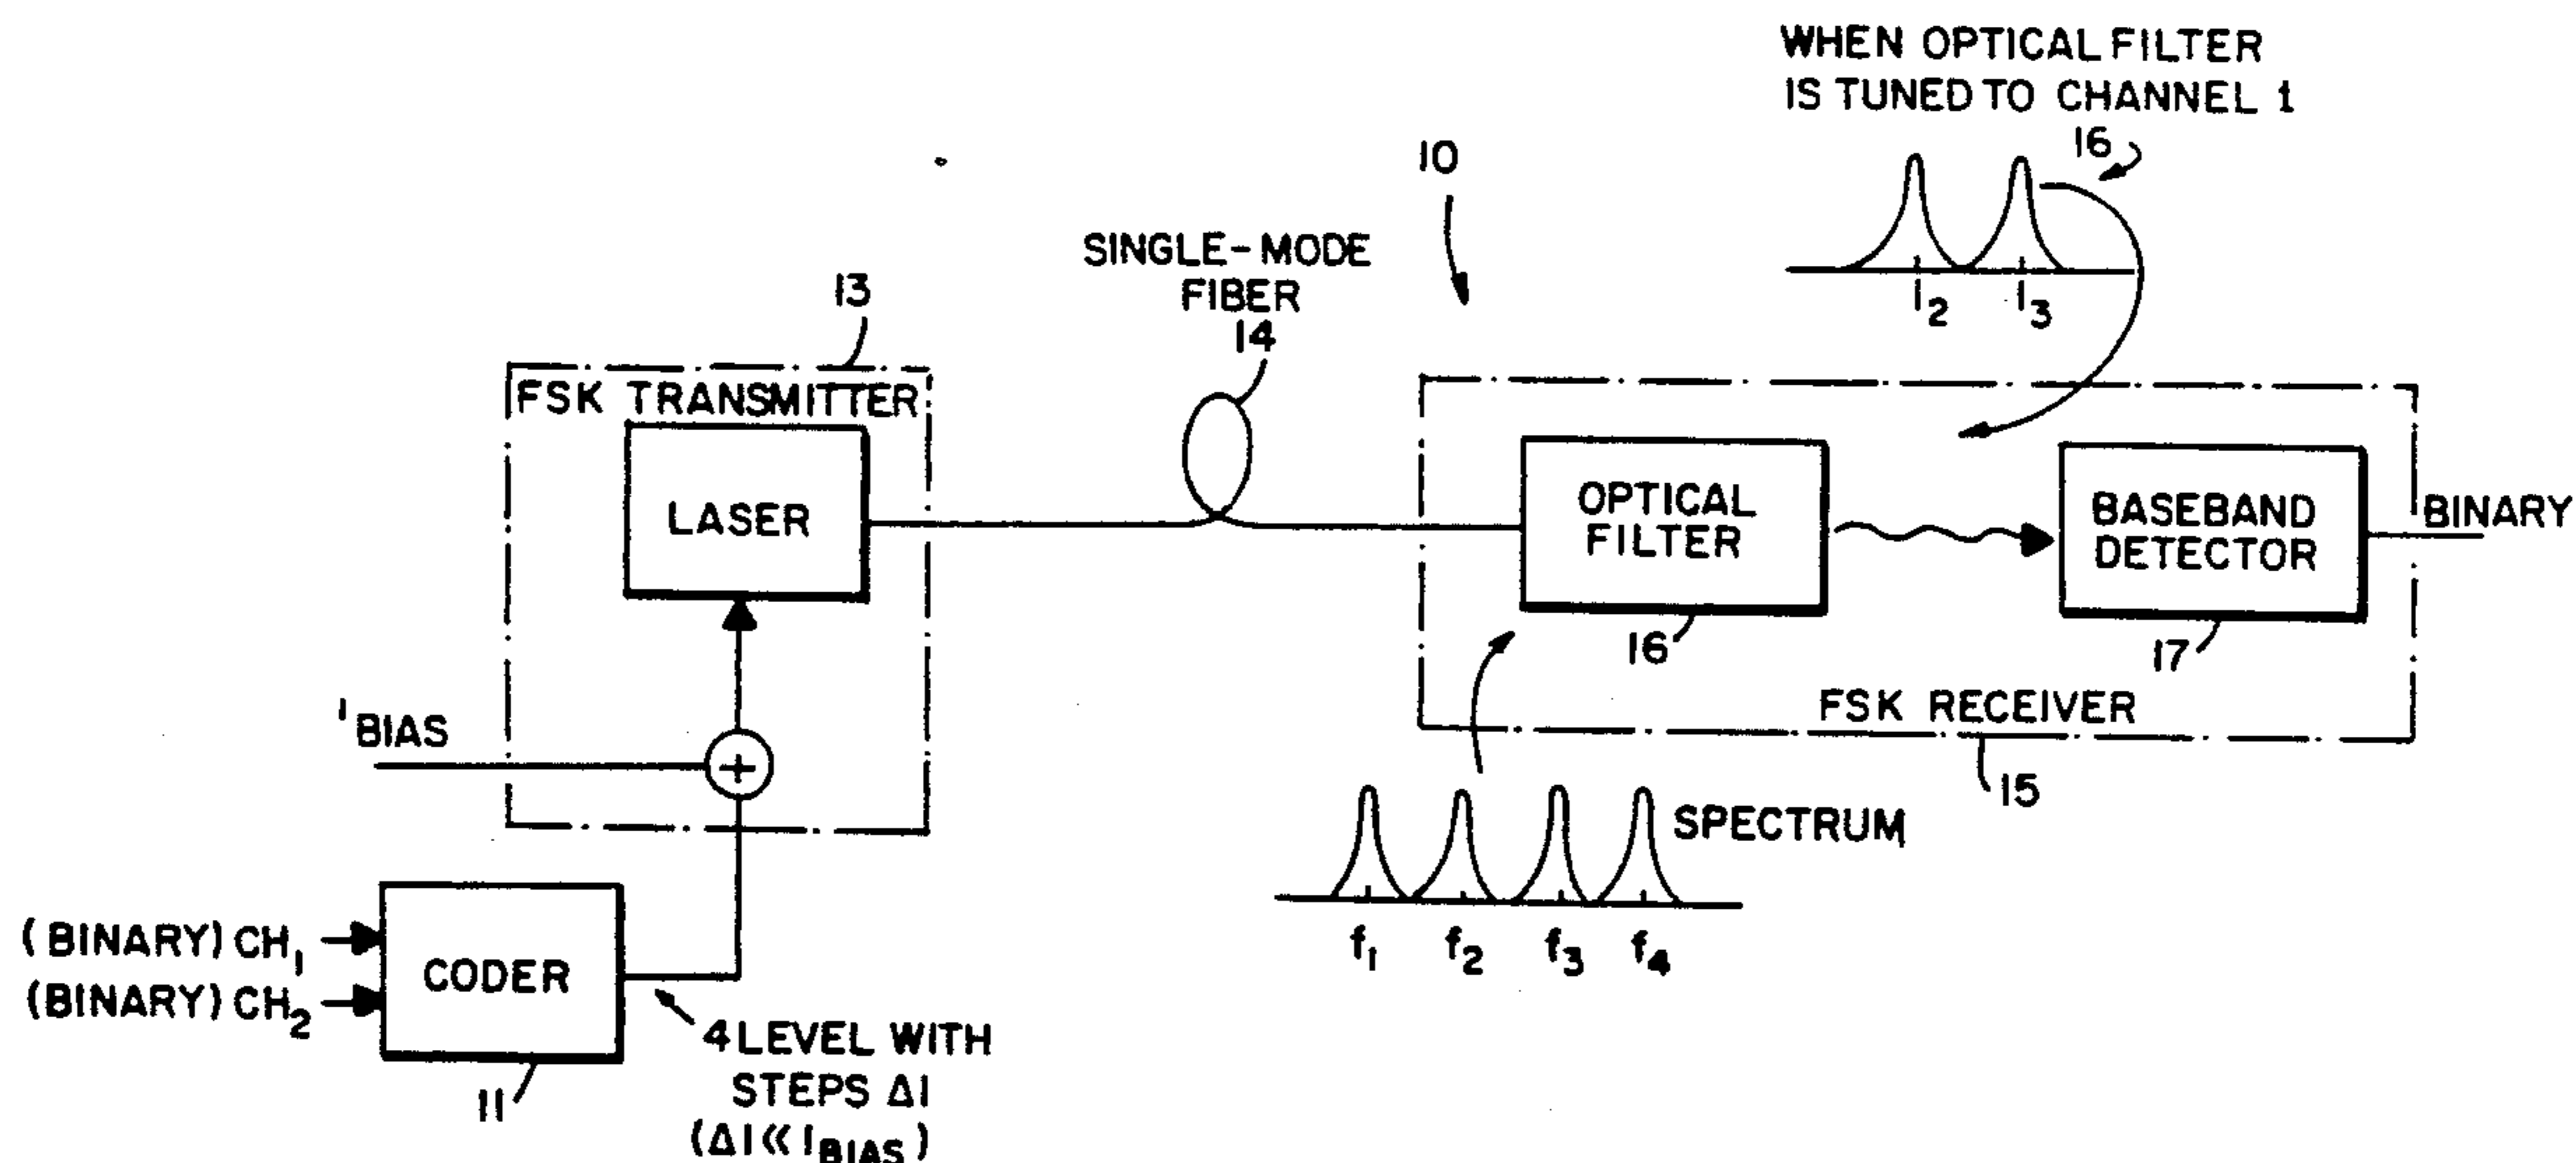 WHEN OPTICAL FILTER
IS TUNED TO CHANNEL 1
16
10
I₂
I₃
SINGLE-MODE
FIBER
14
13
FSK TRANSMITTER
LASER
OPTICAL
FILTER
16
BASEBAND
DETECTOR
17
BINARY
FSK RECEIVER
15
I BIAS
+
SPECTRUM
f₁
f₂
f₃
f₄
(BINARY) CH₁
(BINARY) CH₂
CODER
11
4 LEVEL WITH
STEPS ΔI
(ΔI≪I BIAS)